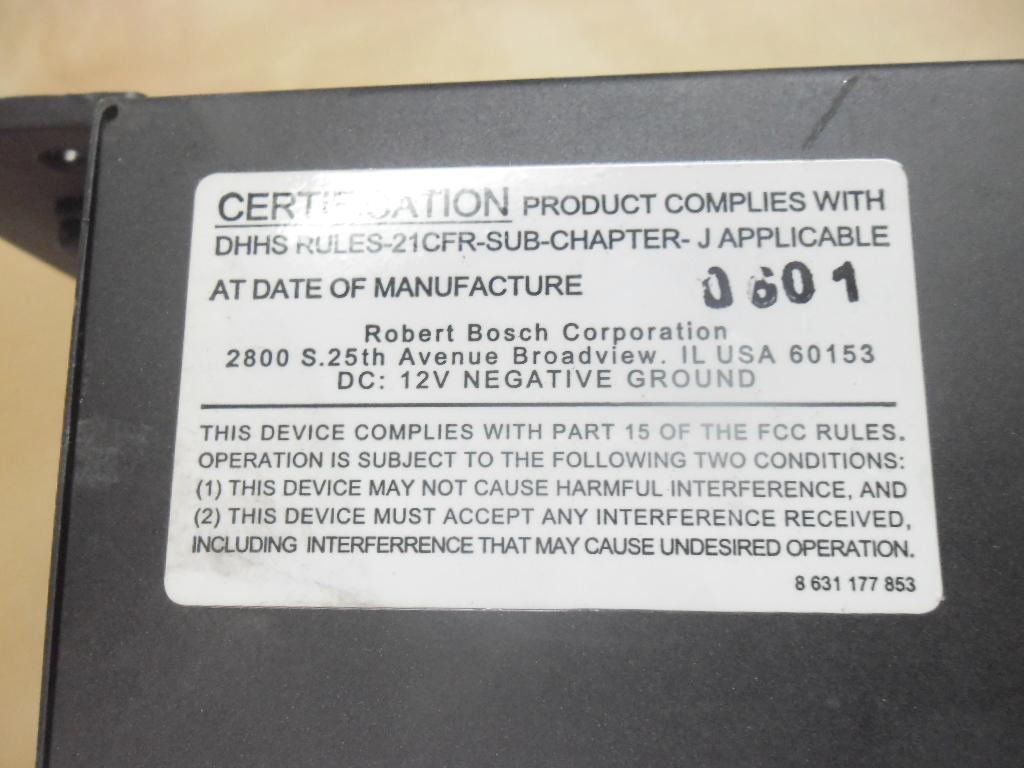 CERTIFICATION PRODUCT COMPLIES WITH
DHHS RULES-21CFR-SUB-CHAPTER- J APPLICABLE
AT DATE OF MANUFACTURE 0601
Robert Bosch Corporation
2800 S.25th Avenue Broadview. IL USA 60153
DC: 12V NEGATIVE GROUND
THIS DEVICE COMPLIES WITH PART 15 OF THE FCC RULES.
OPERATION IS SUBJECT TO THE FOLLOWING TWO CONDITIONS:
(1) THIS DEVICE MAY NOT CAUSE HARMFUL INTERFERENCE, AND
(2) THIS DEVICE MUST ACCEPT ANY INTERFERENCE RECEIVED,
INCLUDING INTERFERRENCE THAT MAY CAUSE UNDESIRED OPERATION.
8 631 177 853